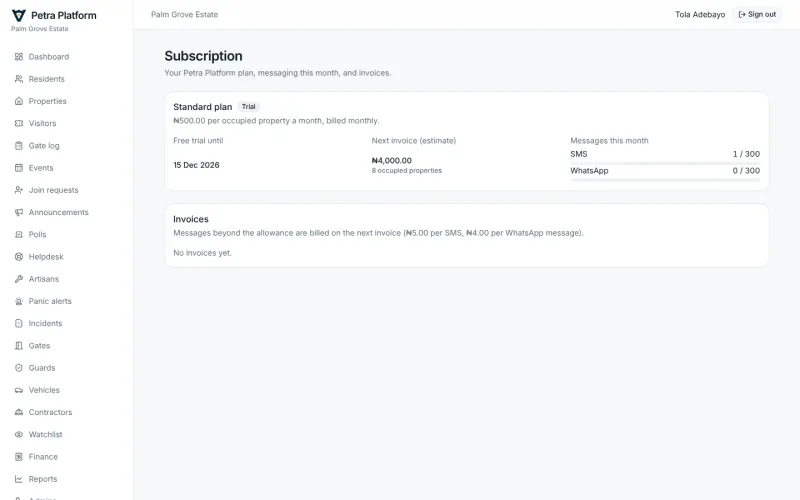 Petra Platform
Palm Grove Estate
Dashboard
Residents
Properties
Visitors
Gate log
Events
Join requests
Announcements
Polls
Helpdesk
Artisans
Panic alerts
Incidents
Gates
Guards
Vehicles
Contractors
Watchlist
Finance
Reports
Palm Grove Estate
Tola Adebayo
Sign out
Subscription
Your Petra Platform plan, messaging this month, and invoices.
Standard plan Trial
₦500.00 per occupied property a month, billed monthly.
Free trial until
15 Dec 2026
Next invoice (estimate)
₦4,000.00
8 occupied properties
Messages this month
SMS 1 / 300
WhatsApp 0 / 300
Invoices
Messages beyond the allowance are billed on the next invoice (₦5.00 per SMS, ₦4.00 per WhatsApp message).
No invoices yet.